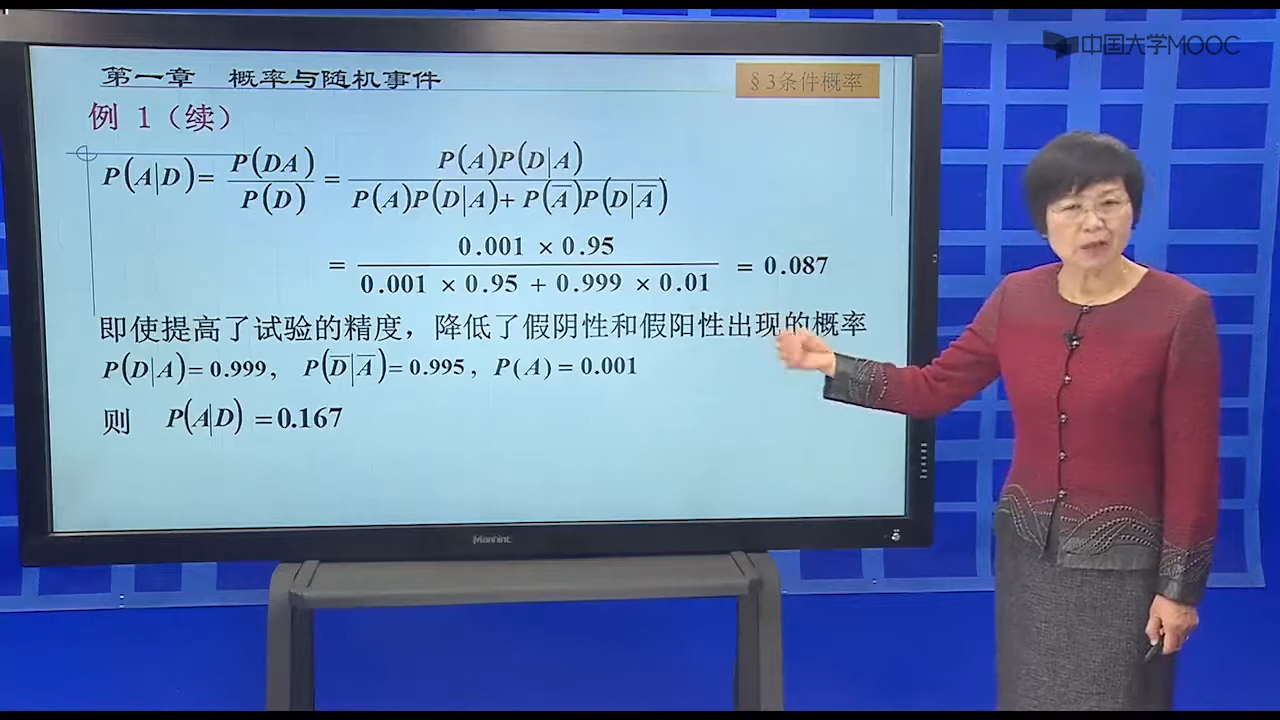 中国大学MOOC
第一章 概率与随机事件
§3条件概率
例 1（续）
P(A|D) = P(DA) / P(D) = P(A)P(D|A) / P(A)P(D|A) + P(A̅)P(D|A̅)
= 0.001 × 0.95 / 0.001 × 0.95 + 0.999 × 0.01 = 0.087
即使提高了试验的精度，降低了假阴性和假阳性出现的概率
P(D|A) = 0.999, P(D̅|A̅) = 0.995, P(A) = 0.001
则 P(A|D) = 0.167
Manhint